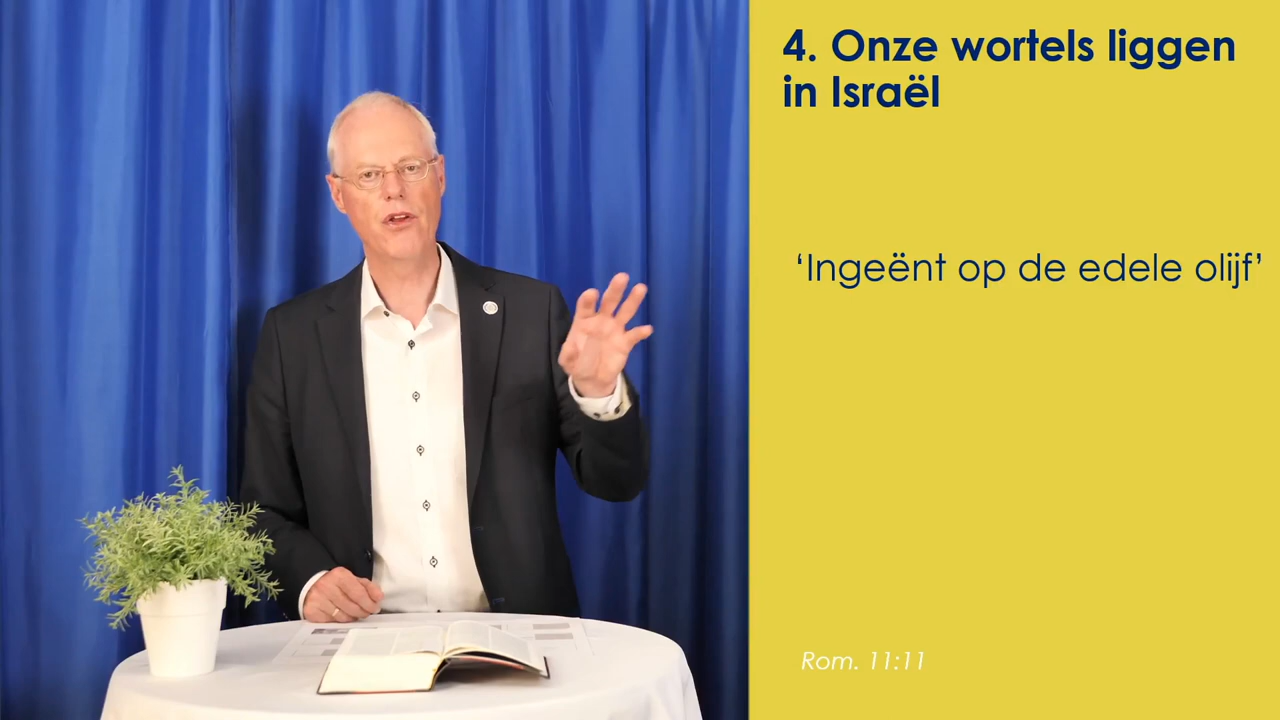 4. Onze wortels liggen
in Israël
‘Ingeënt op de edele olijf’
Rom. 11:11